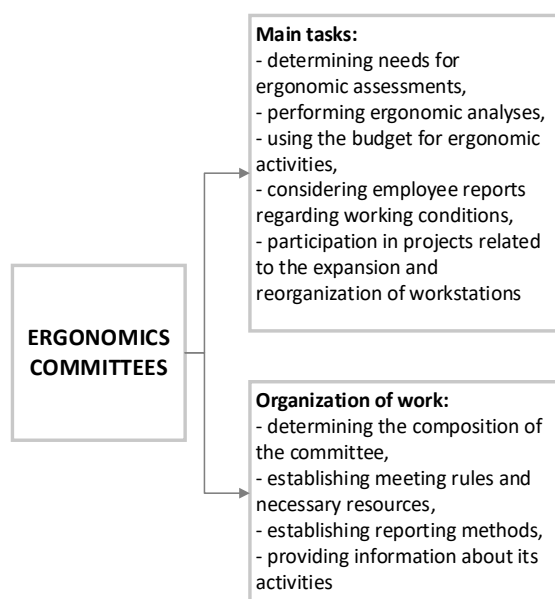 Main tasks:
- determining needs for
ergonomic assessments,
- performing ergonomic analyses,
- using the budget for ergonomic
activities,
- considering employee reports
regarding working conditions,
- participation in projects related
to the expansion and
reorganization of workstations
ERGONOMICS
COMMITTEES
Organization of work:
- determining the composition of
the committee,
- establishing meeting rules and
necessary resources,
- establishing reporting methods,
- providing information about its
activities